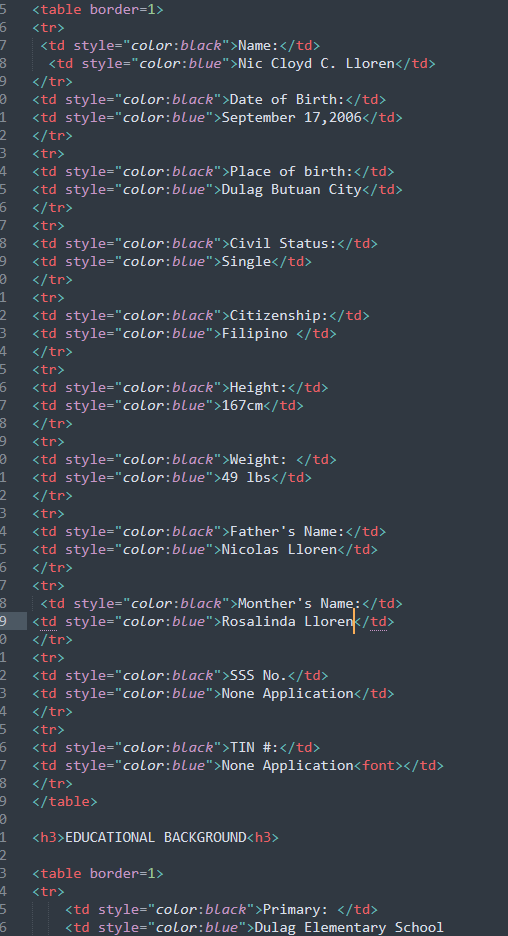 5 <table border=1>
6 <tr>
7 <td style="color:black">Name:</td>
8 <td style="color:blue">Nic Cloyd C. Lloren</td>
9 </tr>
0 <td style="color:black">Date of Birth:</td>
1 <td style="color:blue">September 17,2006</td>
2 </tr>
3 <tr>
4 <td style="color:black">Place of birth:</td>
5 <td style="color:blue">Dulag Butuan City</td>
6 </tr>
7 <tr>
8 <td style="color:black">Civil Status:</td>
9 <td style="color:blue">Single</td>
0 </tr>
1 <tr>
2 <td style="color:black">Citizenship:</td>
3 <td style="color:blue">Filipino </td>
4 </tr>
5 <tr>
6 <td style="color:black">Height:</td>
7 <td style="color:blue">167cm</td>
8 </tr>
9 <tr>
0 <td style="color:black">Weight: </td>
1 <td style="color:blue">49 lbs</td>
2 </tr>
3 <tr>
4 <td style="color:black">Father's Name:</td>
5 <td style="color:blue">Nicolas Lloren</td>
6 </tr>
7 <tr>
8 <td style="color:black">Monther's Name:</td>
9 <td style="color:blue">Rosalinda Lloren</td>
0 </tr>
1 <tr>
2 <td style="color:black">SSS No.</td>
3 <td style="color:blue">None Application</td>
4 </tr>
5 <tr>
6 <td style="color:black">TIN #:</td>
7 <td style="color:blue">None Application<font></td>
8 </tr>
9 </table>
0
1 <h3>EDUCATIONAL BACKGROUND<h3>
2
3 <table border=1>
4 <tr>
5 <td style="color:black">Primary: </td>
6 <td style="color:blue">Dulag Elementary School